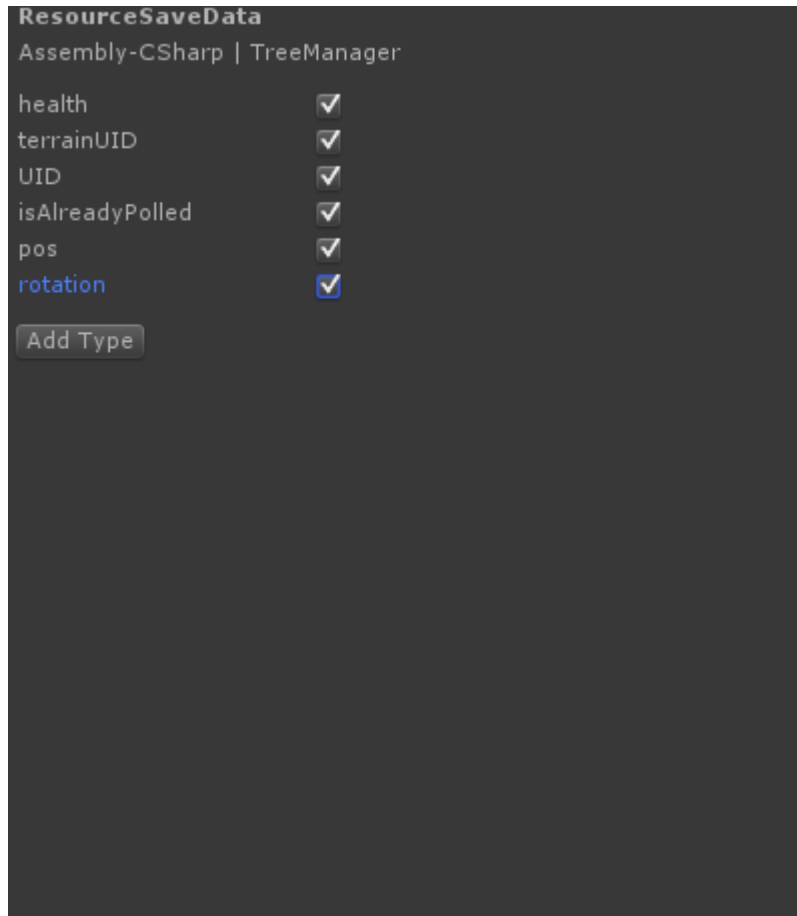 ResourceSaveData
Assembly-CSharp | TreeManager
health
terrainUID
UID
isAlreadyPolled
pos
rotation
Add Type